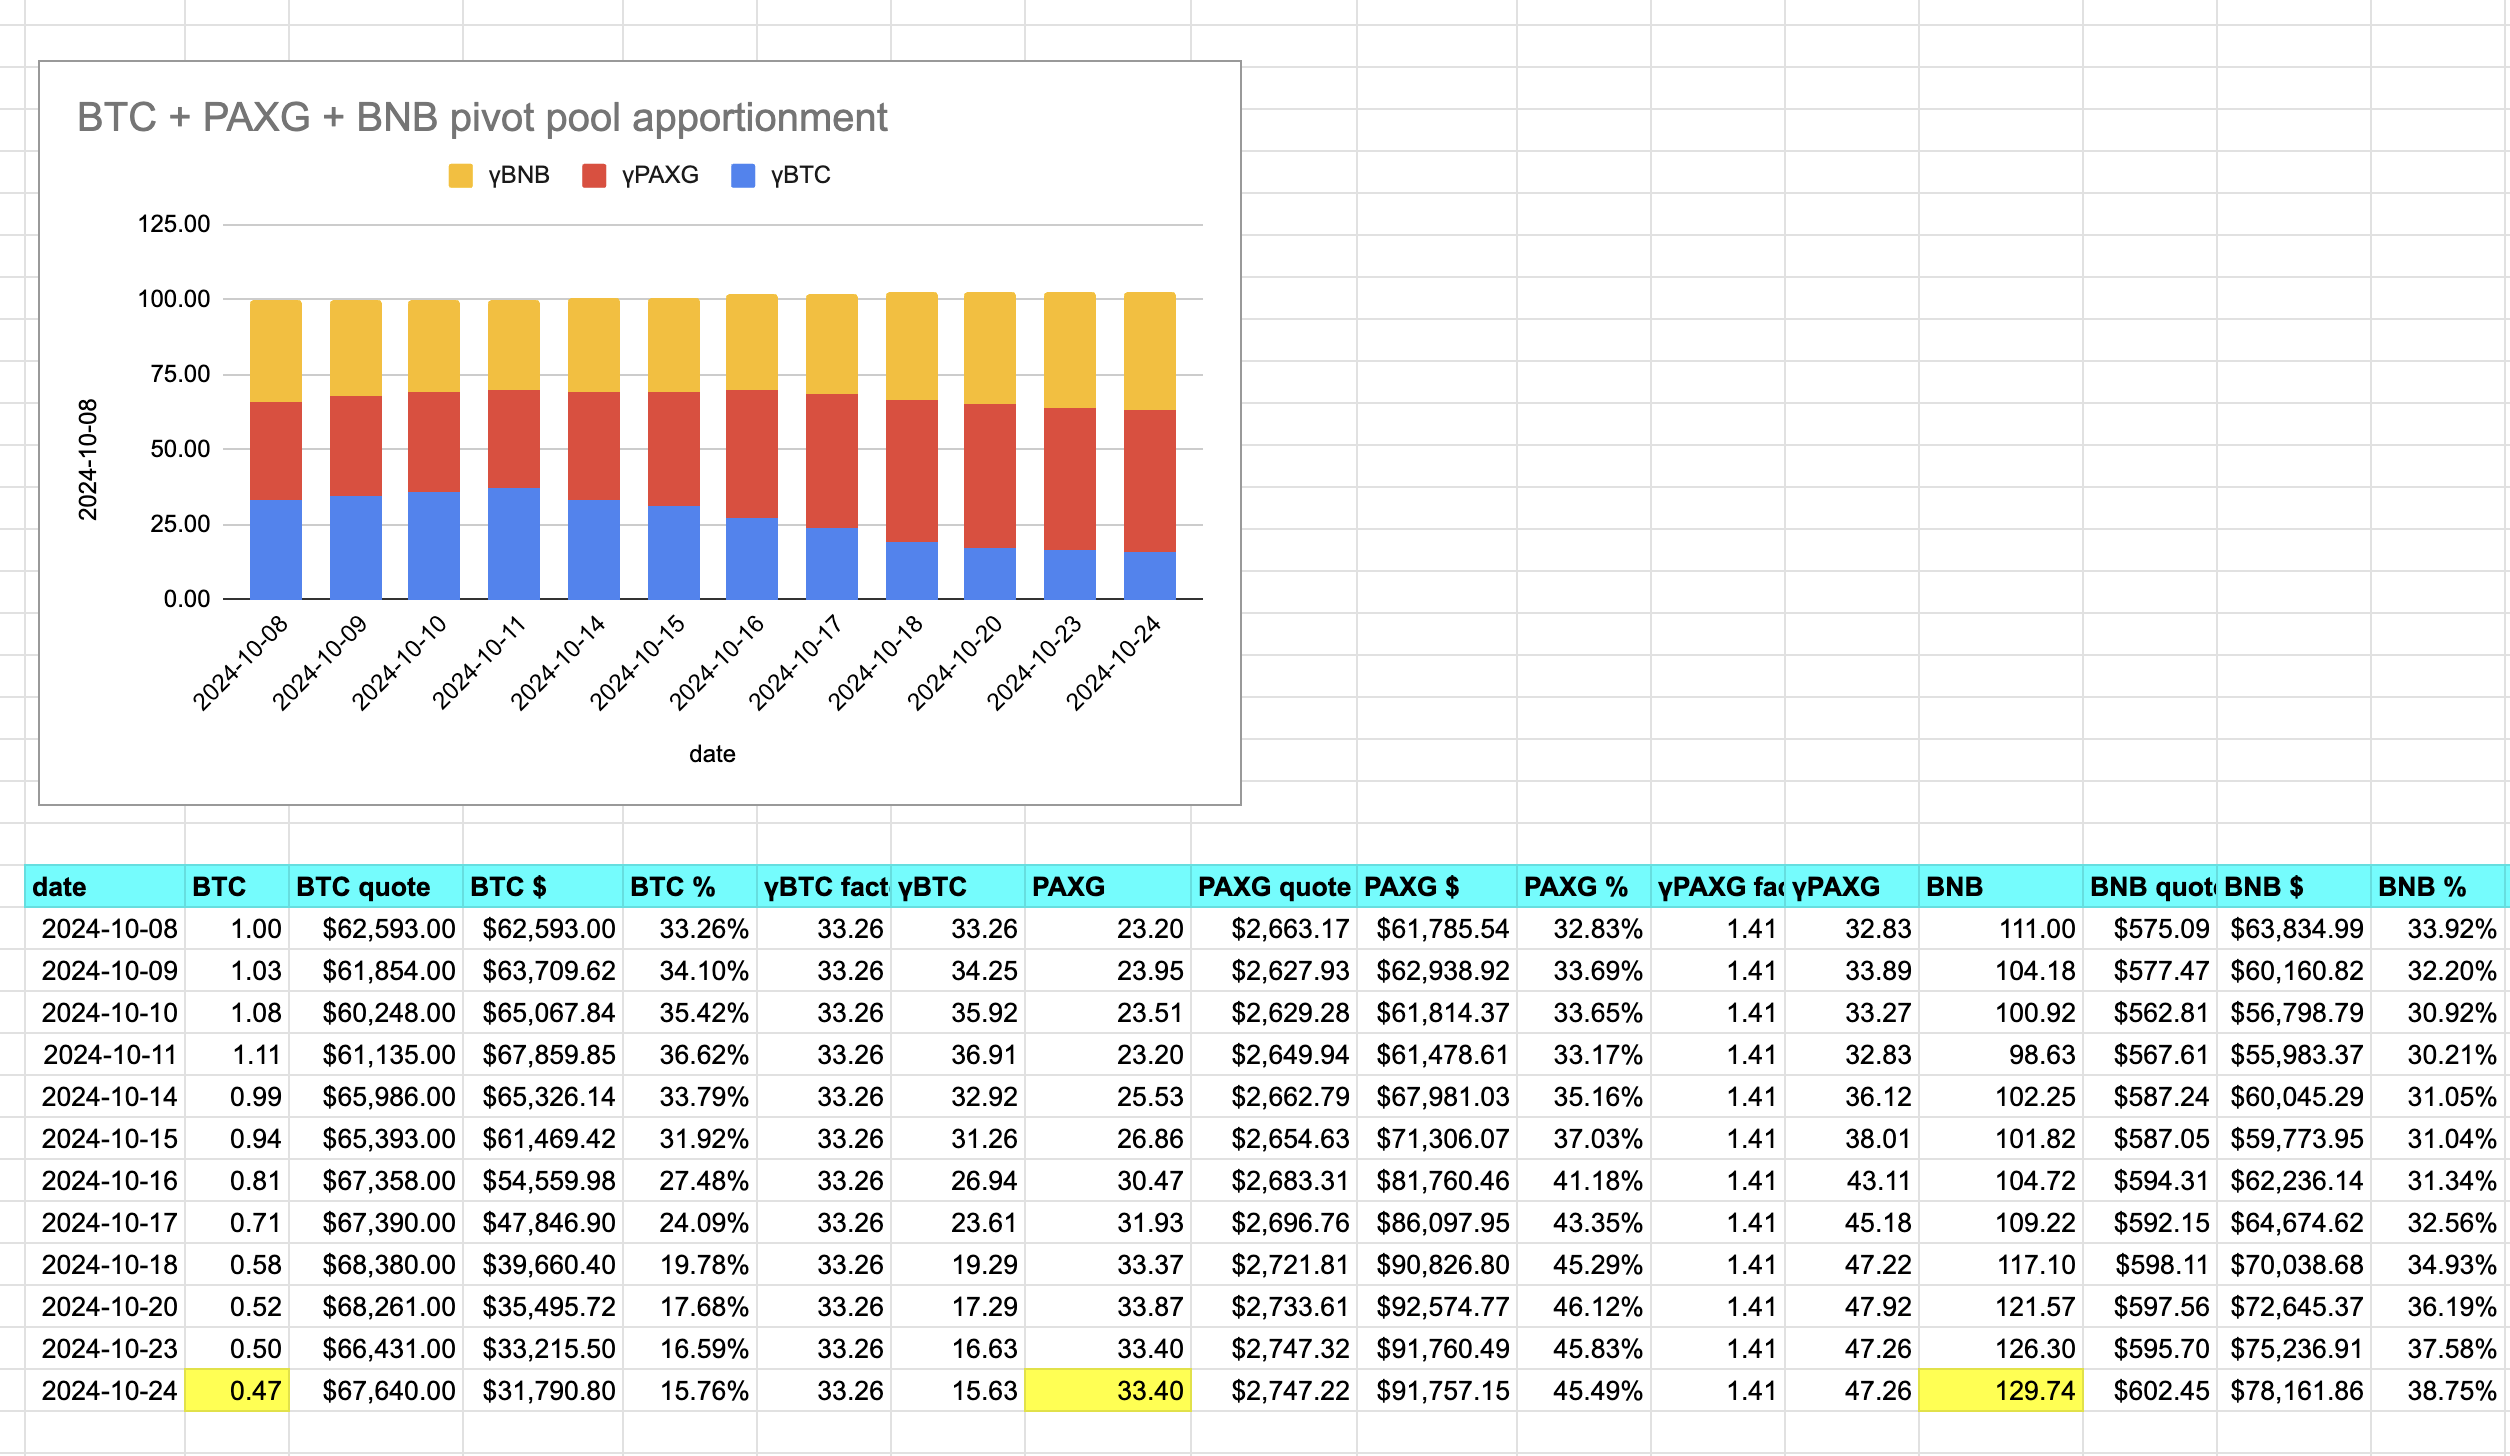 BTC + PAXG + BNB pivot pool apportionment
γBNB γPAXG γBTC
125.00
100.00
75.00
50.00
25.00
0.00
2024-10-08
2024-10-08 2024-10-09 2024-10-10 2024-10-11 2024-10-14 2024-10-15 2024-10-16 2024-10-17 2024-10-18 2024-10-20 2024-10-23 2024-10-24
date
date BTC BTC quote BTC $ BTC % γBTC fact γBTC PAXG PAXG quote PAXG $ PAXG % γPAXG fac γPAXG BNB BNB quot BNB $ BNB %
2024-10-08 1.00 $62,593.00 $62,593.00 33.26% 33.26 33.26 23.20 $2,663.17 $61,785.54 32.83% 1.41 32.83 111.00 $575.09 $63,834.99 33.92%
2024-10-09 1.03 $61,854.00 $63,709.62 34.10% 33.26 34.25 23.95 $2,627.93 $62,938.92 33.69% 1.41 33.89 104.18 $577.47 $60,160.82 32.20%
2024-10-10 1.08 $60,248.00 $65,067.84 35.42% 33.26 35.92 23.51 $2,629.28 $61,814.37 33.65% 1.41 33.27 100.92 $562.81 $56,798.79 30.92%
2024-10-11 1.11 $61,135.00 $67,859.85 36.62% 33.26 36.91 23.20 $2,649.94 $61,478.61 33.17% 1.41 32.83 98.63 $567.61 $55,983.37 30.21%
2024-10-14 0.99 $65,986.00 $65,326.14 33.79% 33.26 32.92 25.53 $2,662.79 $67,981.03 35.16% 1.41 36.12 102.25 $587.24 $60,045.29 31.05%
2024-10-15 0.94 $65,393.00 $61,469.42 31.92% 33.26 31.26 26.86 $2,654.63 $71,306.07 37.03% 1.41 38.01 101.82 $587.05 $59,773.95 31.04%
2024-10-16 0.81 $67,358.00 $54,559.98 27.48% 33.26 26.94 30.47 $2,683.31 $81,760.46 41.18% 1.41 43.11 104.72 $594.31 $62,236.14 31.34%
2024-10-17 0.71 $67,390.00 $47,846.90 24.09% 33.26 23.61 31.93 $2,696.76 $86,097.95 43.35% 1.41 45.18 109.22 $592.15 $64,674.62 32.56%
2024-10-18 0.58 $68,380.00 $39,660.40 19.78% 33.26 19.29 33.37 $2,721.81 $90,826.80 45.29% 1.41 47.22 117.10 $598.11 $70,038.68 34.93%
2024-10-20 0.52 $68,261.00 $35,495.72 17.68% 33.26 17.29 33.87 $2,733.61 $92,574.77 46.12% 1.41 47.92 121.57 $597.56 $72,645.37 36.19%
2024-10-23 0.50 $66,431.00 $33,215.50 16.59% 33.26 16.63 33.40 $2,747.32 $91,760.49 45.83% 1.41 47.26 126.30 $595.70 $75,236.91 37.58%
2024-10-24 0.47 $67,640.00 $31,790.80 15.76% 33.26 15.63 33.40 $2,747.22 $91,757.15 45.49% 1.41 47.26 129.74 $602.45 $78,161.86 38.75%